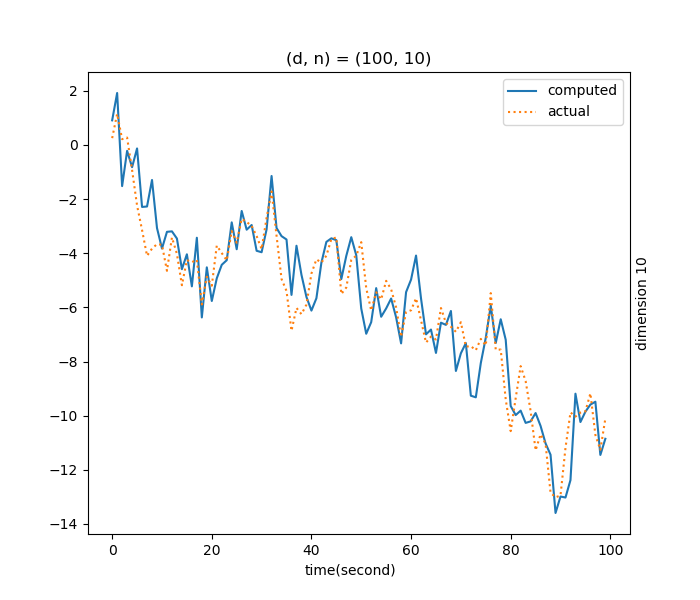 (d, n) = (100, 10)
computed
actual
2
0
−2
−4
−6
−8
−10
−12
−14
0 20 40 60 80 100
time(second)
dimension 10